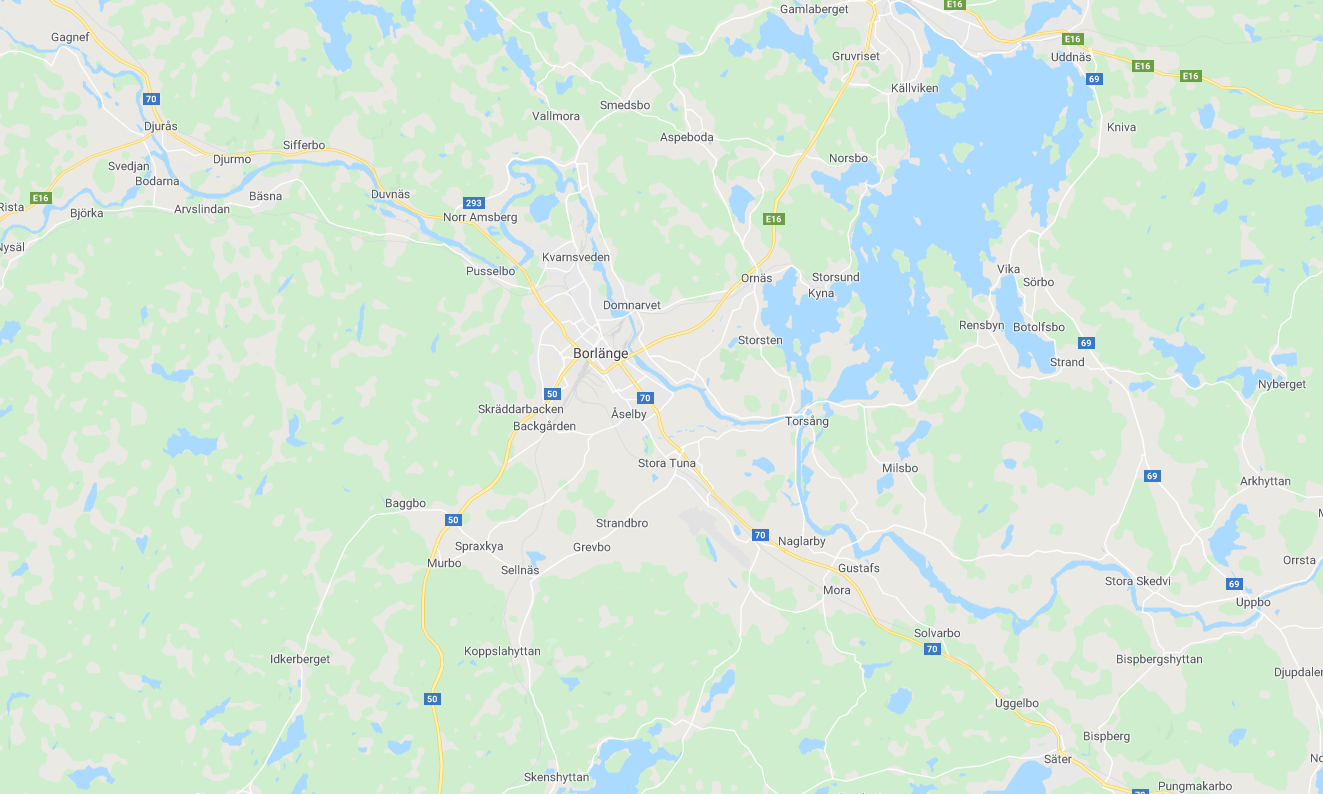 E16
Gamlaberget
Gagnef
E16
Gruvriset
Uddnäs
E16
E16
69
Källviken
70
Smedsbo
Vallmora
Djurås
Kniva
Aspeboda
Sifferbo
Djurmo
Norsbo
Svedjan
Bodarna
Duvnäs
Bäsna
E16
293
Rista
Björka
Arvslindan
Norr Amsberg
E16
Kvarnsveden
Pusselbo
Vika
Ornäs
Storsund
Sörbo
Kyna
Domnarvet
Rensbyn
Botolfsbo
Storsten
69
Borlänge
Strand
Nyberget
50
70
Skräddarbacken
Åselby
Backgården
Torsång
Stora Tuna
Milsbo
69
Arkhyttan
Baggbo
50
Strandbro
70
Naglarby
Spraxkya
Grevbo
Murbo
Sellnäs
Orrsta
Gustafs
Stora Skedvi
69
Mora
Uppbo
Solvarbo
70
Koppslahyttan
Idkerberget
Bispbergshyttan
Djupdaler
50
Uggelbo
Bispberg
Säter
Skenshyttan
Pungmakarbo
70